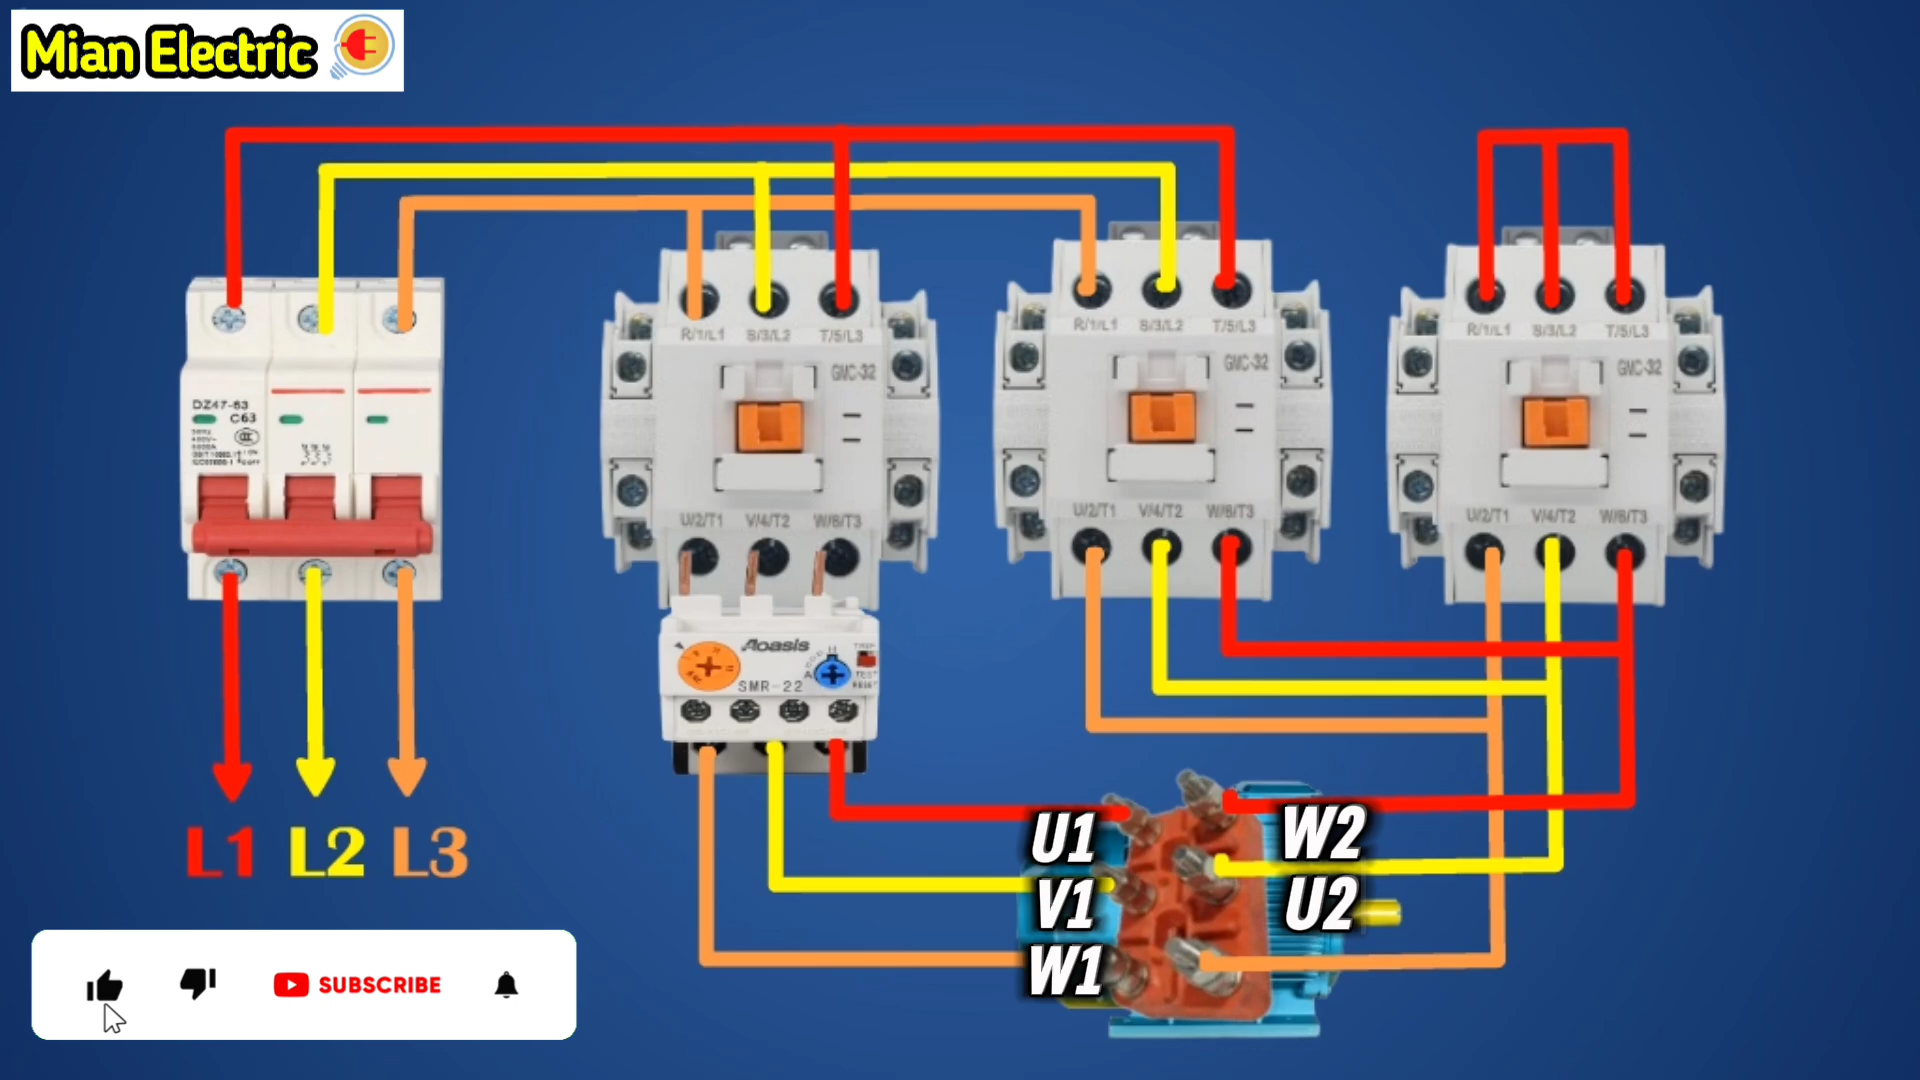 Mian Electric
R/1/L1 S/3/L2 T/5/L3
GMC-32
U/2/T1 V/4/T2 W/6/T3
R/1/L1 S/3/L2 T/5/L3
GMC-32
U/2/T1 V/4/T2 W/6/T3
R/1/L1 S/3/L2 T/5/L3
GMC-32
U/2/T1 V/4/T2 W/6/T3
DZ47-63
C63
Aoasis
TRIP
TEST
RESET
SMR-22
L1 L2 L3
U1 W2
V1 U2
W1
SUBSCRIBE